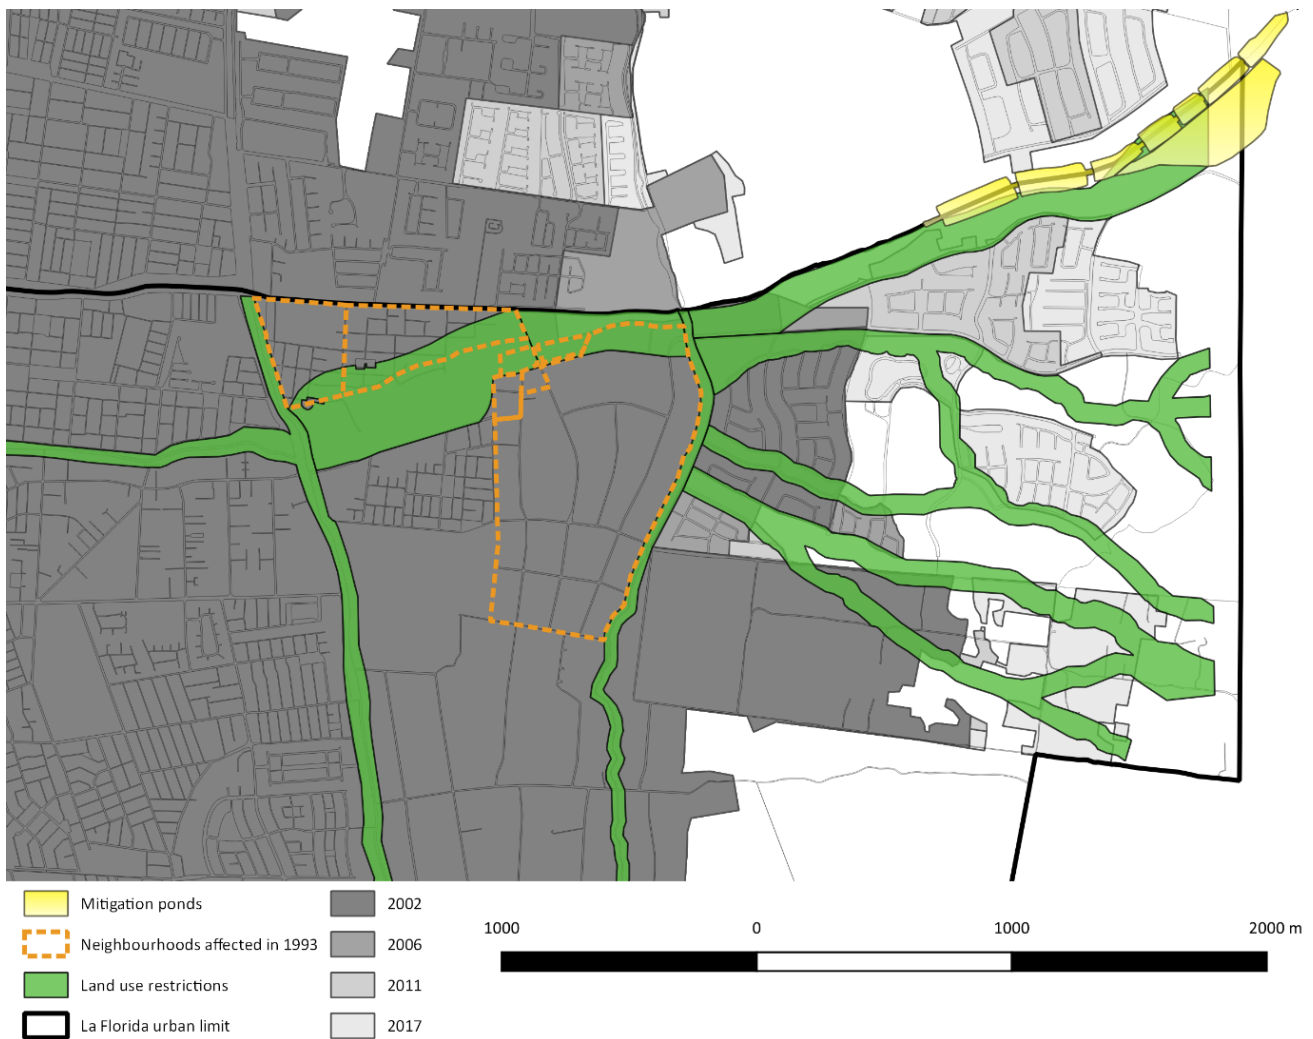 Mitigation ponds
Neighbourhoods affected in 1993
Land use restrictions
La Florida urban limit
2002
2006
2011
2017
1000 0 1000 2000 m